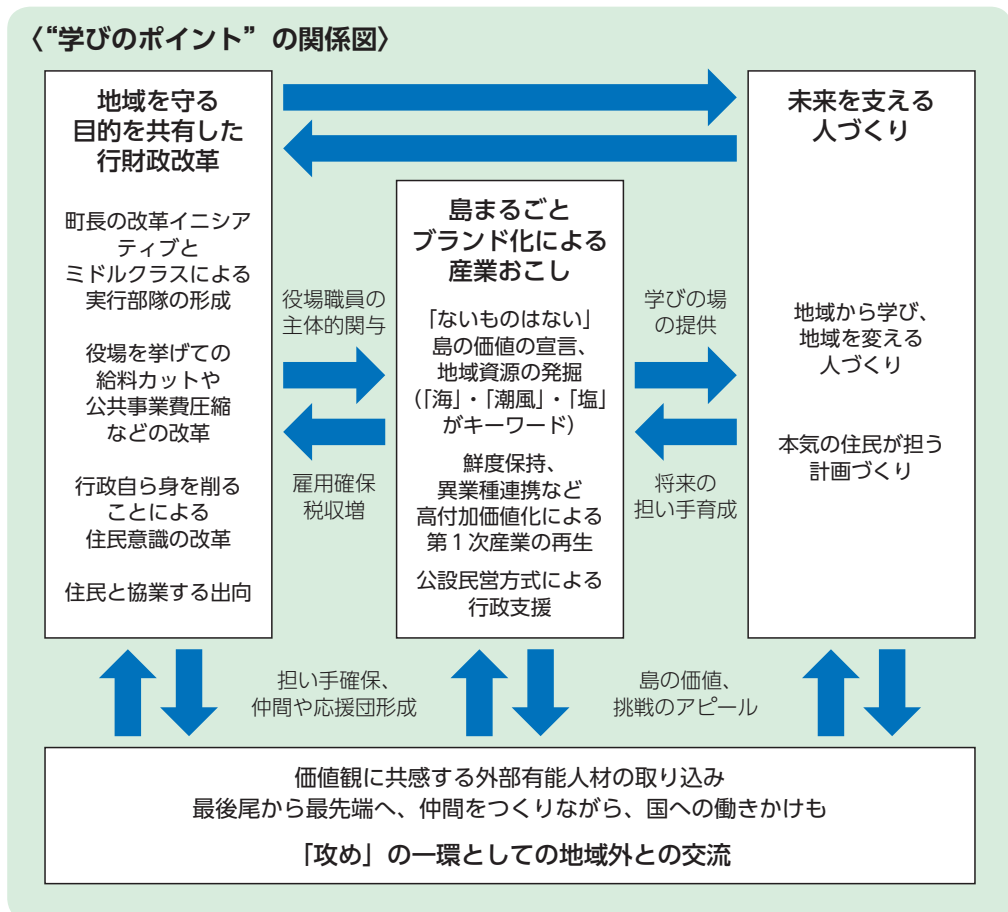 〈“学びのポイント”の関係図〉
地域を守る
目的を共有した
行財政改革
町長の改革イニシア
ティブと
ミドルクラスによる
実行部隊の形成
役場を挙げての
給料カットや
公共事業費圧縮
などの改革
行政自ら身を削る
ことによる
住民意識の改革
住民と協業する出向
役場職員の
主体的関与
雇用確保
税収増
島まるごと
ブランド化による
産業おこし
「ないものはない」
島の価値の宣言、
地域資源の発掘
（「海」・「潮風」・「塩」
がキーワード）
鮮度保持、
異業種連携など
高付加価値化による
第１次産業の再生
公設民営方式による
行政支援
学びの場
の提供
将来の
担い手育成
未来を支える
人づくり
地域から学び、
地域を変える
人づくり
本気の住民が担う
計画づくり
担い手確保、
仲間や応援団形成
島の価値、
挑戦のアピール
価値観に共感する外部有能人材の取り込み
最後尾から最先端へ、仲間をつくりながら、国への働きかけも
「攻め」の一環としての地域外との交流